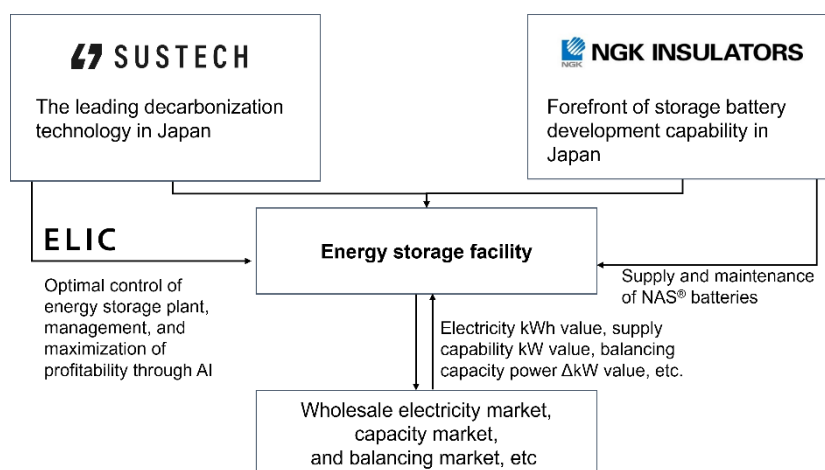 SUSTECH
The leading decarbonization
technology in Japan
NGK INSULATORS
NGK
Forefront of storage battery
development capability in
Japan
ELIC
Optimal control of
energy storage plant,
management, and
maximization of
profitability through AI
Energy storage facility
Supply and maintenance
of NAS® batteries
Electricity kWh value, supply
capability kW value, balancing
capacity power ΔkW value, etc.
Wholesale electricity market,
capacity market,
and balancing market, etc